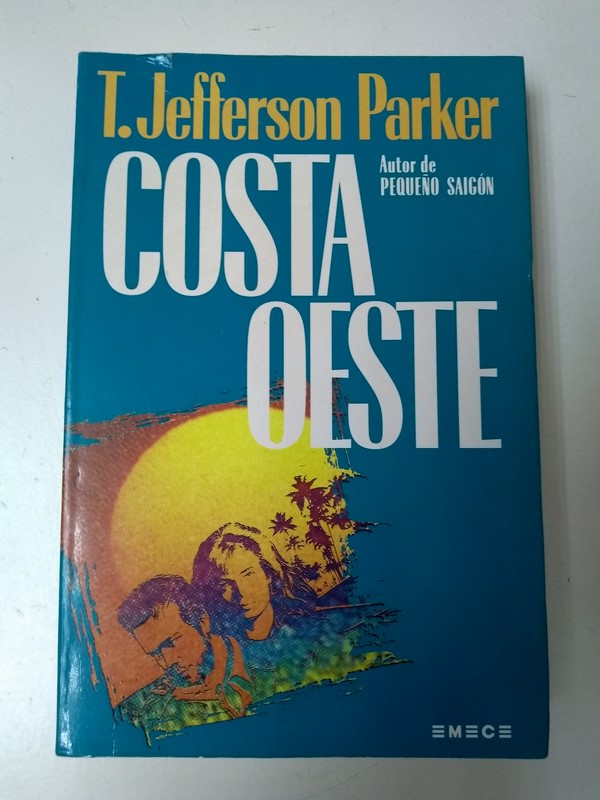 T. Jefferson Parker
COSTA
Autor de
PEQUEÑO SAIGÓN
OESTE
EMECE